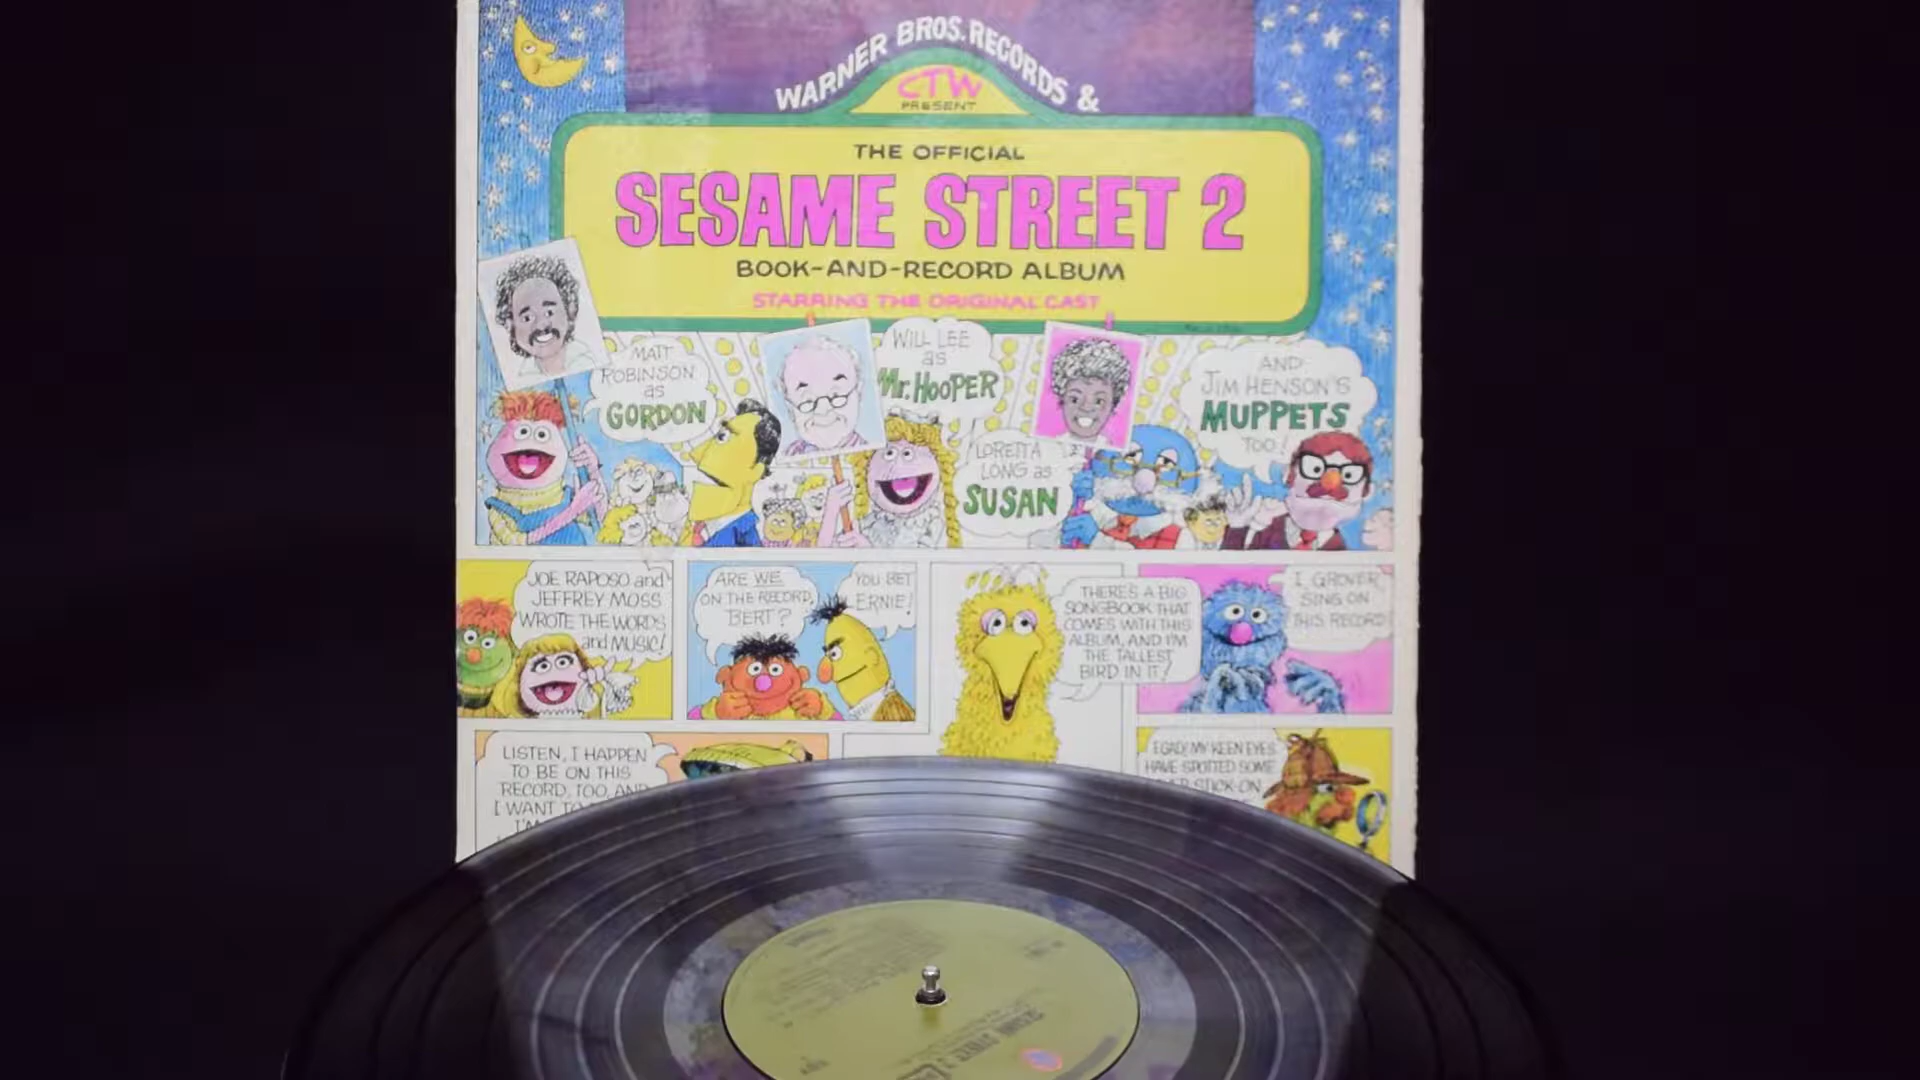 WARNER BROS. RECORDS &
CTW
PRESENT
THE OFFICIAL
SESAME STREET 2
BOOK-AND-RECORD ALBUM
STARRING THE ORIGINAL CAST
MATT
ROBINSON
as
GORDON
WILL LEE
as
Mr. HOOPER
LORETTA
LONG as
SUSAN
AND
JIM HENSON'S
MUPPETS
TOO!
JOE RAPOSO and
JEFFREY MOSS
WROTE THE WORDS
and MUSIC!
ARE WE
ON THE RECORD,
BERT?
YOU BET
ERNIE!
THERE'S A BIG
SONGBOOK THAT
COMES WITH THIS
ALBUM, AND I'M
THE TALLEST
BIRD IN IT!
I GROVER
SING ON
THIS RECORD!
LISTEN, I HAPPEN
TO BE ON THIS
RECORD, TOO, AND
I WANT
EGAD! MY KEEN EYES
HAVE SPOTTED SOME
STICK-ON
SESAME STREET 2